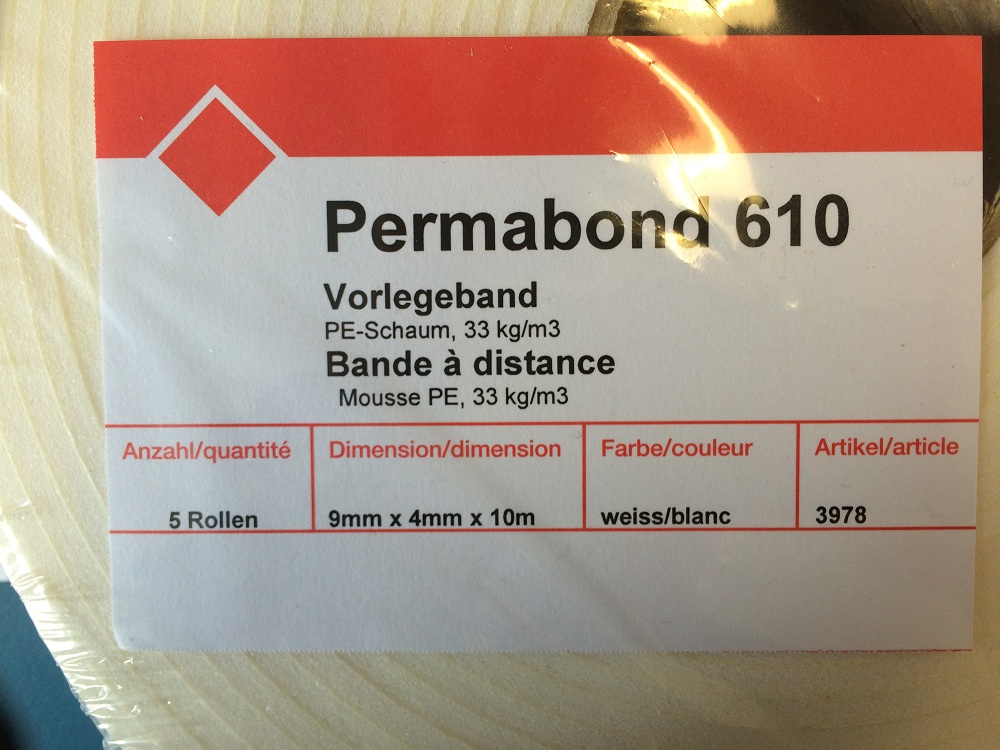 Permabond 610
Vorlegeband
PE-Schaum, 33 kg/m3
Bande à distance
Mousse PE, 33 kg/m3
Anzahl/quantité Dimension/dimension Farbe/couleur Artikel/article
5 Rollen 9mm x 4mm x 10m weiss/blanc 3978